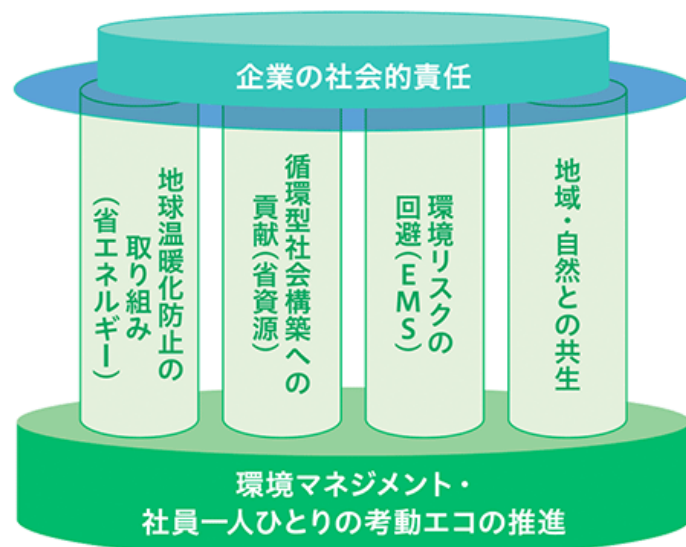 企業の社会的責任
地球温暖化防止の
取り組み
(省エネルギー)
循環型社会構築への
貢献(省資源)
環境リスクの
回避(EMS)
地域・自然との共生
環境マネジメント・
社員一人ひとりの考動エコの推進